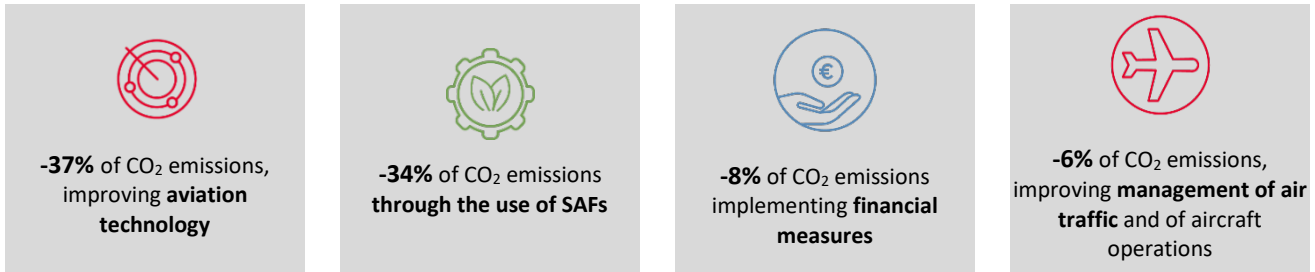 -37% of CO₂ emissions,
improving aviation
technology
-34% of CO₂ emissions
through the use of SAFs
€
-8% of CO₂ emissions
implementing financial
measures
-6% of CO₂ emissions,
improving management of air
traffic and of aircraft
operations